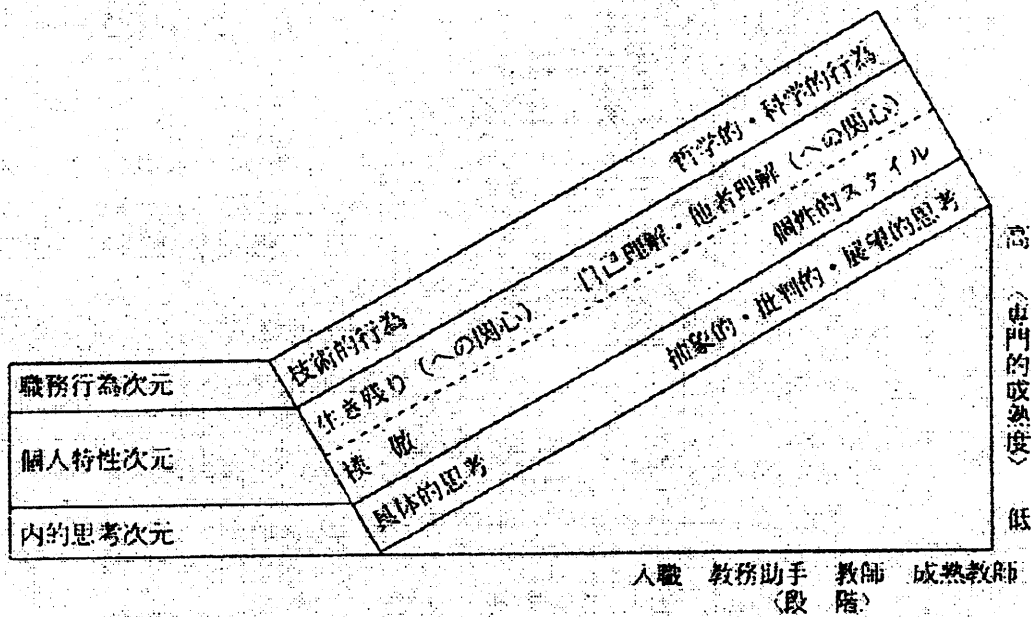 職務行為次元
個人特性次元
内的思考次元
技術的行為 哲学的・科学的行為
生き残り（への関心） 自己理解・他者理解（への関心）
模 倣 個性的スタイル
具体的思考 抽象的・批判的・展望的思考
高 〈専門的成熟度〉 低
入職 教務助手 教師 成熟教師
〈段 階〉